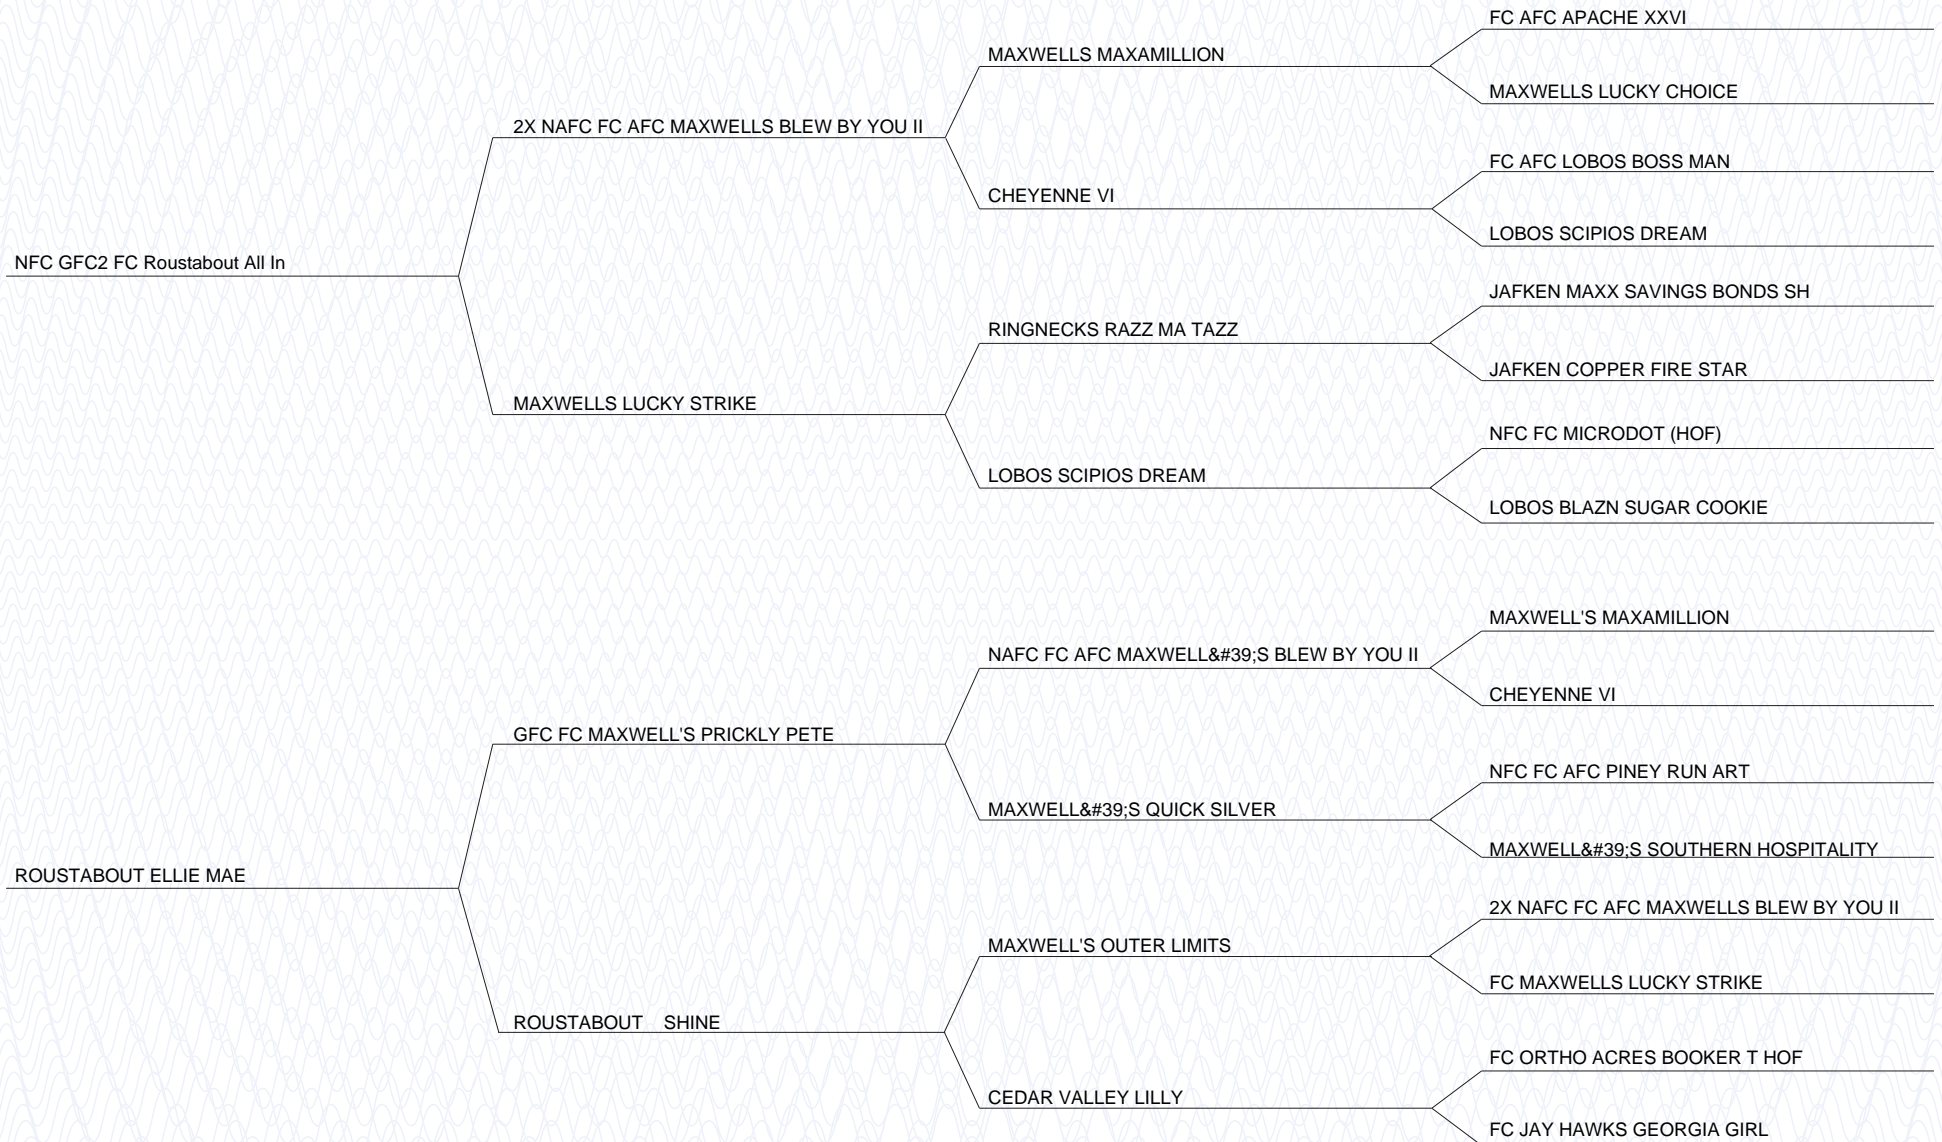 FC AFC APACHE XXVI
MAXWELLS MAXAMILLION
MAXWELLS LUCKY CHOICE
2X NAFC FC AFC MAXWELLS BLEW BY YOU II
FC AFC LOBOS BOSS MAN
CHEYENNE VI
LOBOS SCIPIOS DREAM
NFC GFC2 FC Roustabout All In
JAFKEN MAXX SAVINGS BONDS SH
RINGNECKS RAZZ MA TAZZ
JAFKEN COPPER FIRE STAR
MAXWELLS LUCKY STRIKE
NFC FC MICRODOT (HOF)
LOBOS SCIPIOS DREAM
LOBOS BLAZN SUGAR COOKIE
MAXWELL'S MAXAMILLION
NAFC FC AFC MAXWELL&#39;S BLEW BY YOU II
CHEYENNE VI
GFC FC MAXWELL'S PRICKLY PETE
NFC FC AFC PINEY RUN ART
MAXWELL&#39;S QUICK SILVER
MAXWELL&#39;S SOUTHERN HOSPITALITY
ROUSTABOUT ELLIE MAE
2X NAFC FC AFC MAXWELLS BLEW BY YOU II
MAXWELL'S OUTER LIMITS
FC MAXWELLS LUCKY STRIKE
ROUSTABOUT SHINE
FC ORTHO ACRES BOOKER T HOF
CEDAR VALLEY LILLY
FC JAY HAWKS GEORGIA GIRL